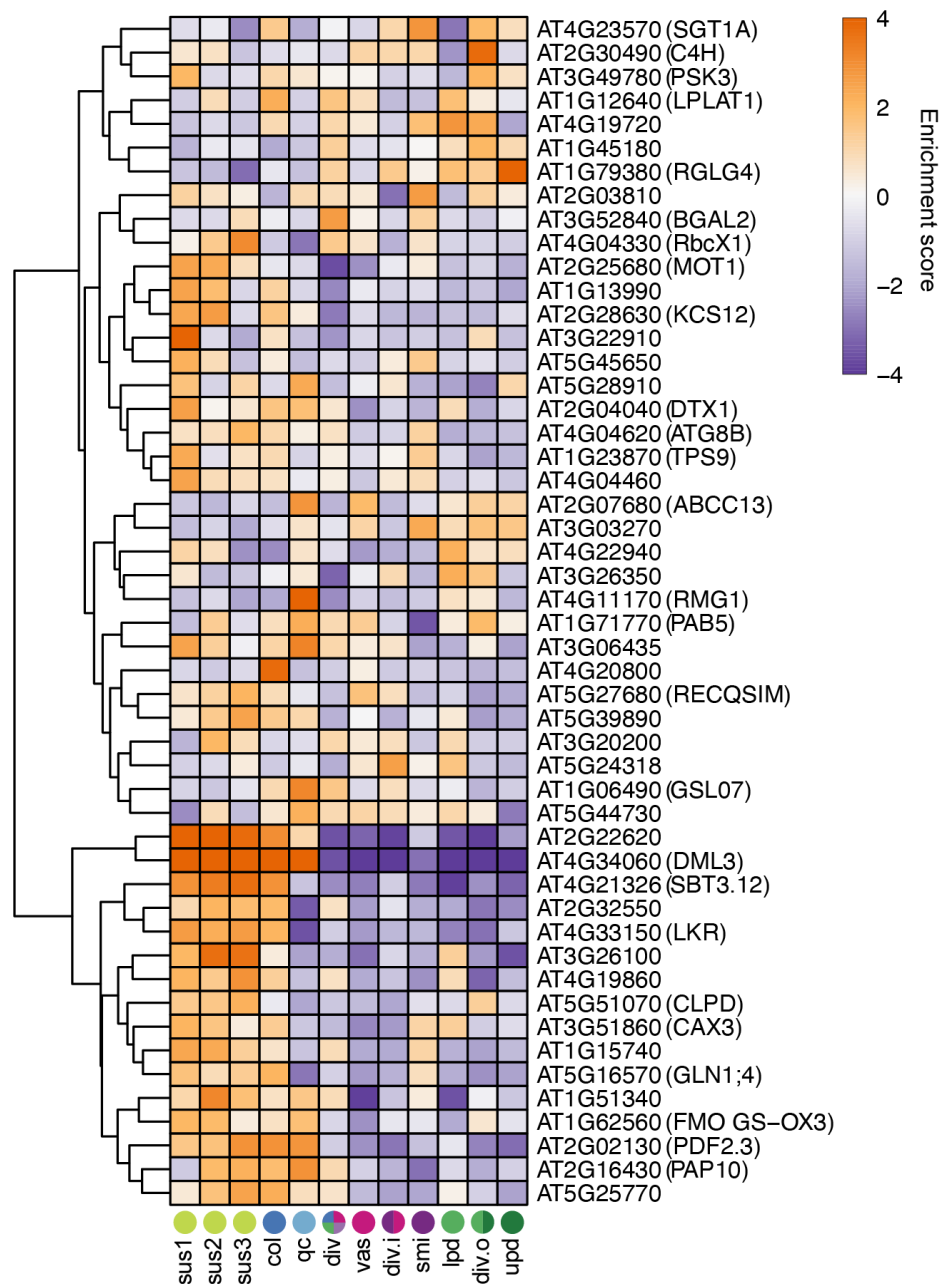 AT4G23570 (SGT1A)
AT2G30490 (C4H)
AT3G49780 (PSK3)
AT1G12640 (LPLAT1)
AT4G19720
AT1G45180
AT1G79380 (RGLG4)
AT2G03810
AT3G52840 (BGAL2)
AT4G04330 (RbcX1)
AT2G25680 (MOT1)
AT1G13990
AT2G28630 (KCS12)
AT3G22910
AT5G45650
AT5G28910
AT2G04040 (DTX1)
AT4G04620 (ATG8B)
AT1G23870 (TPS9)
AT4G04460
AT2G07680 (ABCC13)
AT3G03270
AT4G22940
AT3G26350
AT4G11170 (RMG1)
AT1G71770 (PAB5)
AT3G06435
AT4G20800
AT5G27680 (RECQSIM)
AT5G39890
AT3G20200
AT5G24318
AT1G06490 (GSL07)
AT5G44730
AT2G22620
AT4G34060 (DML3)
AT4G21326 (SBT3.12)
AT2G32550
AT4G33150 (LKR)
AT3G26100
AT4G19860
AT5G51070 (CLPD)
AT3G51860 (CAX3)
AT1G15740
AT5G16570 (GLN1;4)
AT1G51340
AT1G62560 (FMO GS−OX3)
AT2G02130 (PDF2.3)
AT2G16430 (PAP10)
AT5G25770
4
2
0
−2
−4
Enrichment score
sus1
sus2
sus3
col
qc
div
vas
div.i
smi
lpd
div.o
upd